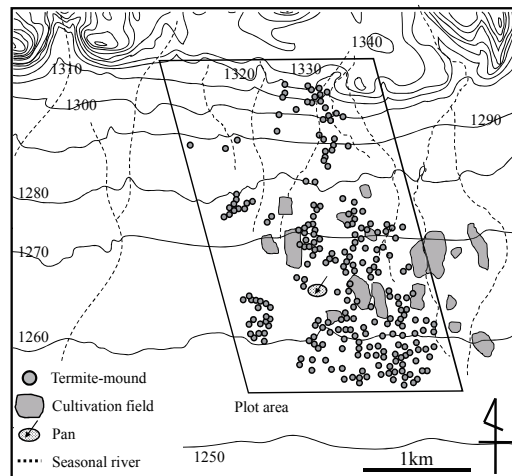 1340
1310
1320
1330
1300
1290
1280
1270
1260
Termite-mound
Cultivation field
Plot area
Pan
Seasonal river
1250
1km